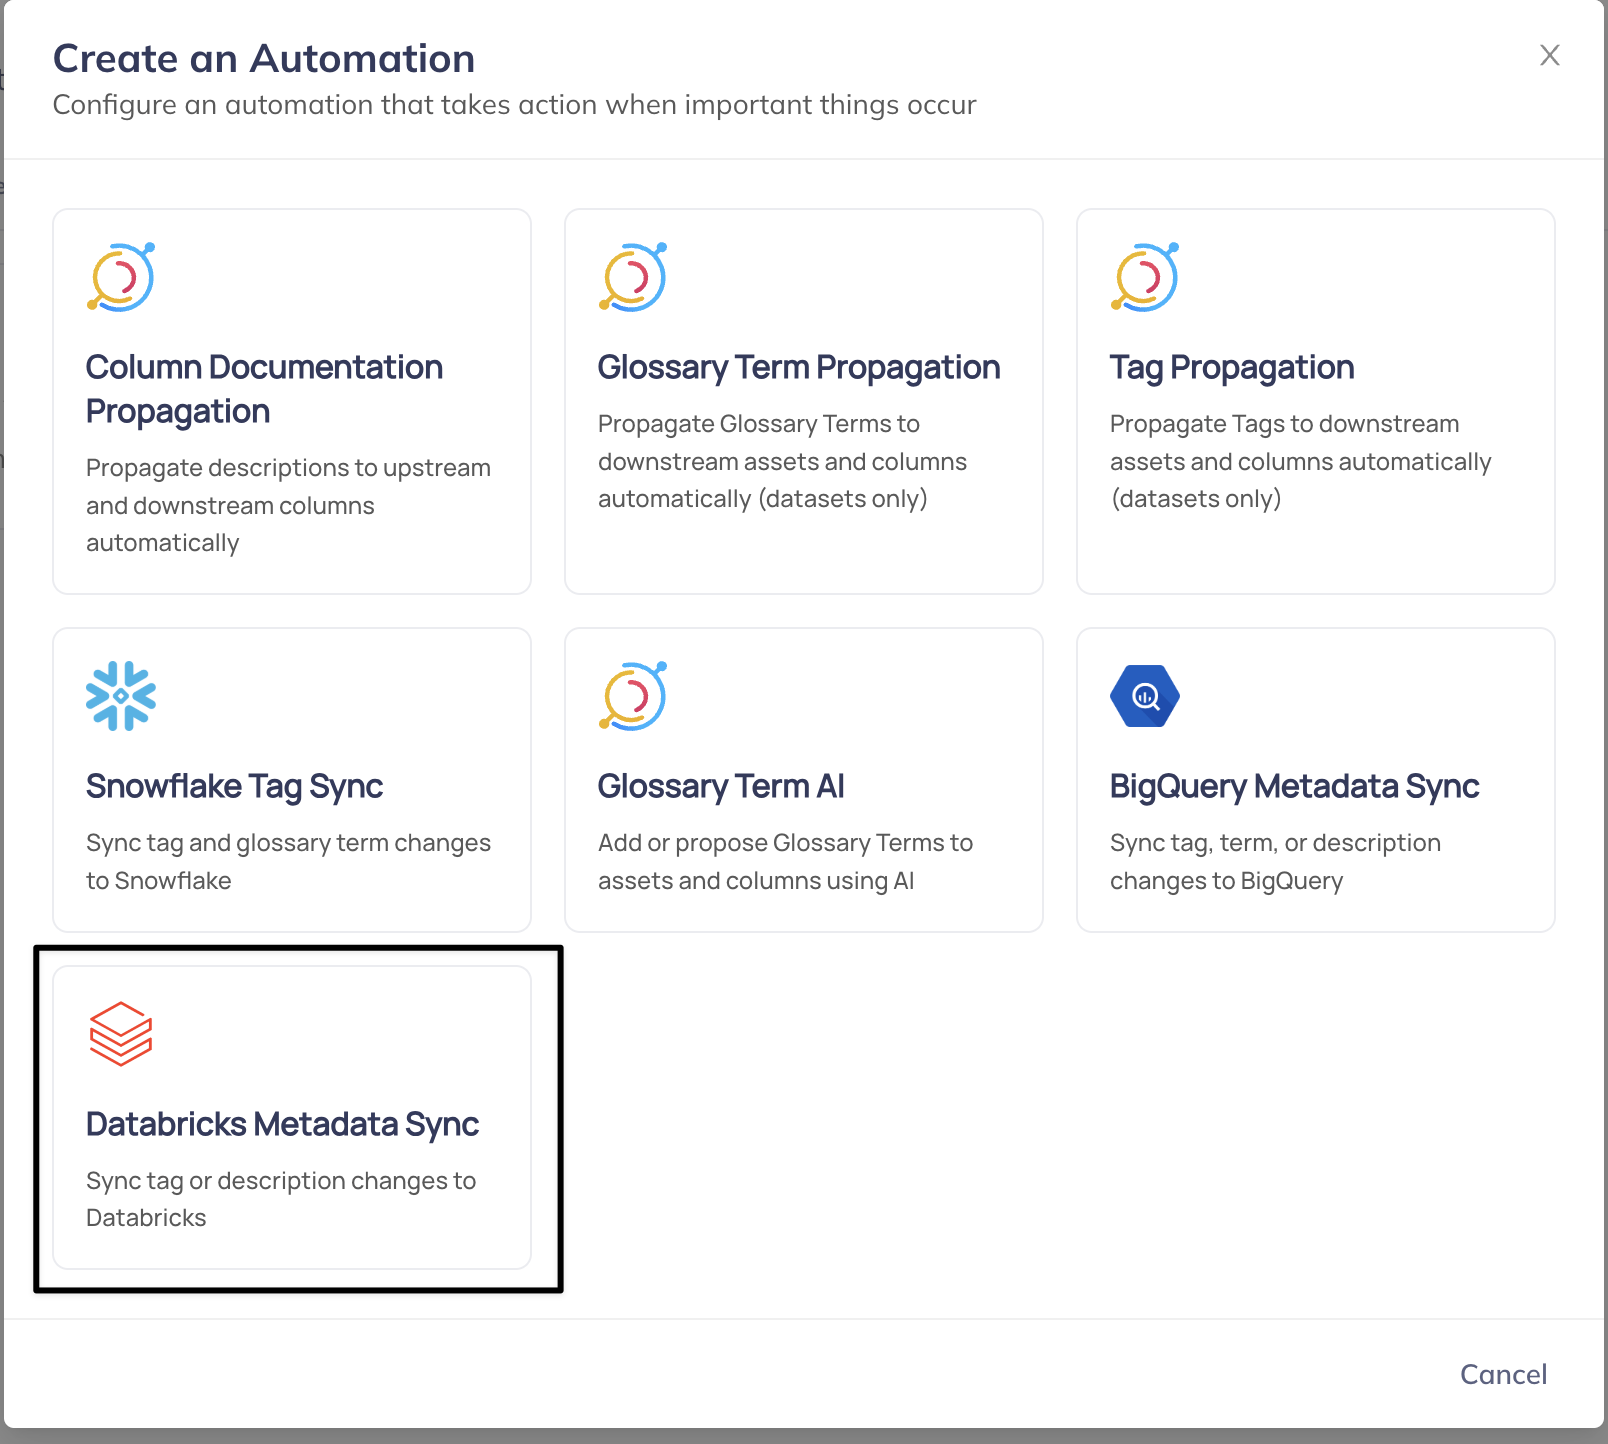 Create an Automation
Configure an automation that takes action when important things occur
Column Documentation
Propagation
Propagate descriptions to upstream
and downstream columns
automatically
Glossary Term Propagation
Propagate Glossary Terms to
downstream assets and columns
automatically (datasets only)
Tag Propagation
Propagate Tags to downstream
assets and columns automatically
(datasets only)
Snowflake Tag Sync
Sync tag and glossary term changes
to Snowflake
Glossary Term AI
Add or propose Glossary Terms to
assets and columns using AI
BigQuery Metadata Sync
Sync tag, term, or description
changes to BigQuery
Databricks Metadata Sync
Sync tag or description changes to
Databricks
Cancel